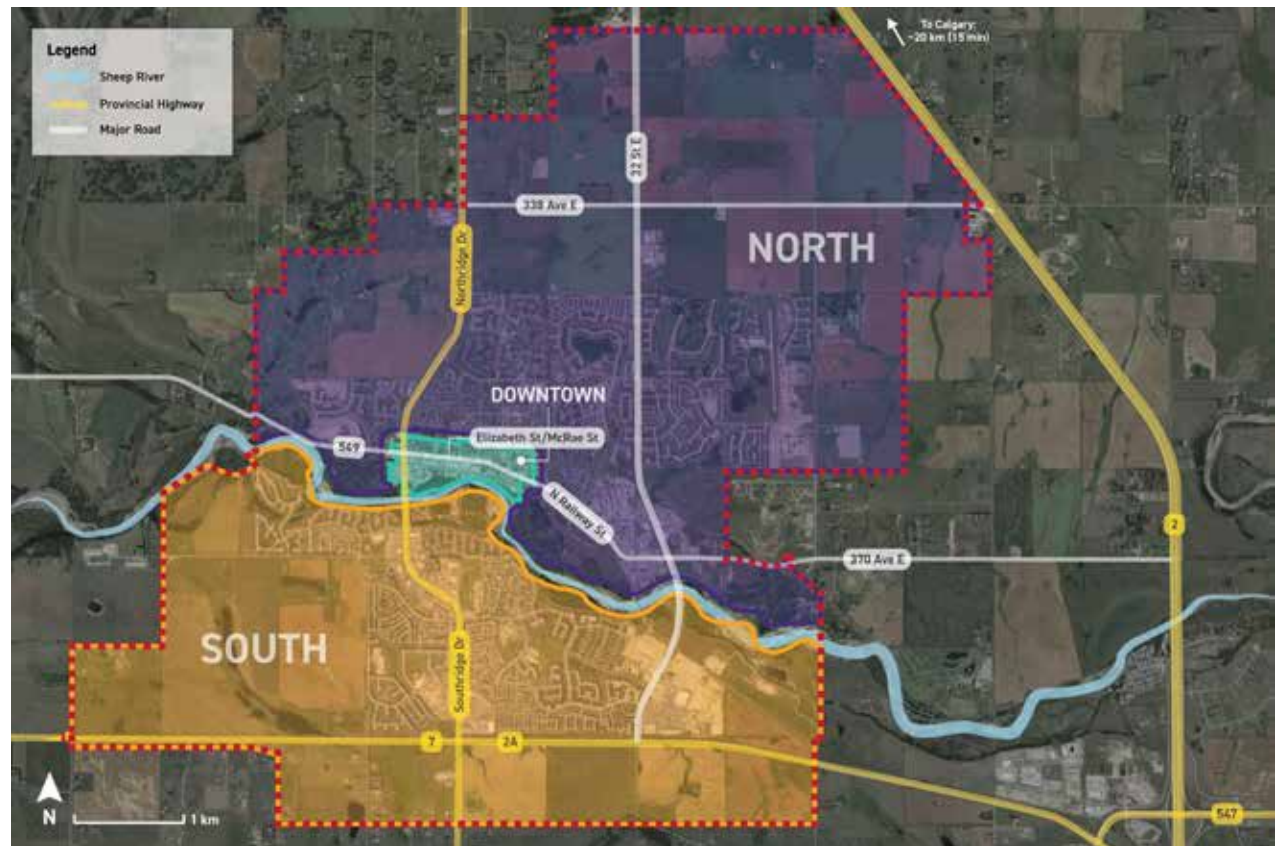 Legend
Sheep River
Provincial Highway
Major Road
To Calgary:
~20 km (15 min)
32 St E
338 Ave E
NORTH
Northridge Dr
DOWNTOWN
Elizabeth St/McRae St
549
N Railway St
2
370 Ave E
SOUTH
Southridge Dr
7
2A
N
1 km
547